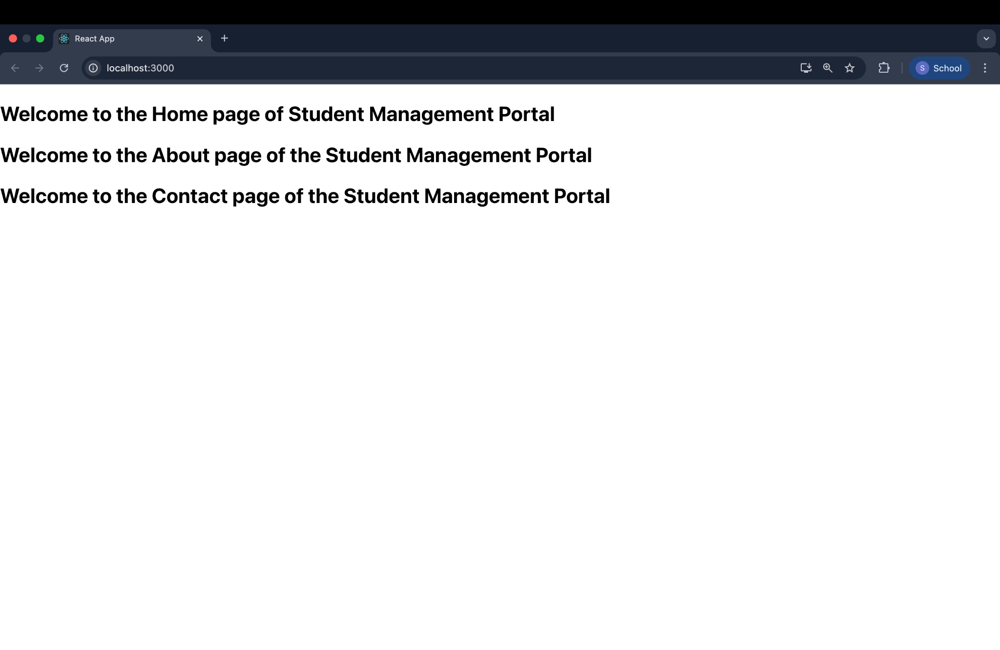 React App
localhost:3000
S School
Welcome to the Home page of Student Management Portal
Welcome to the About page of the Student Management Portal
Welcome to the Contact page of the Student Management Portal